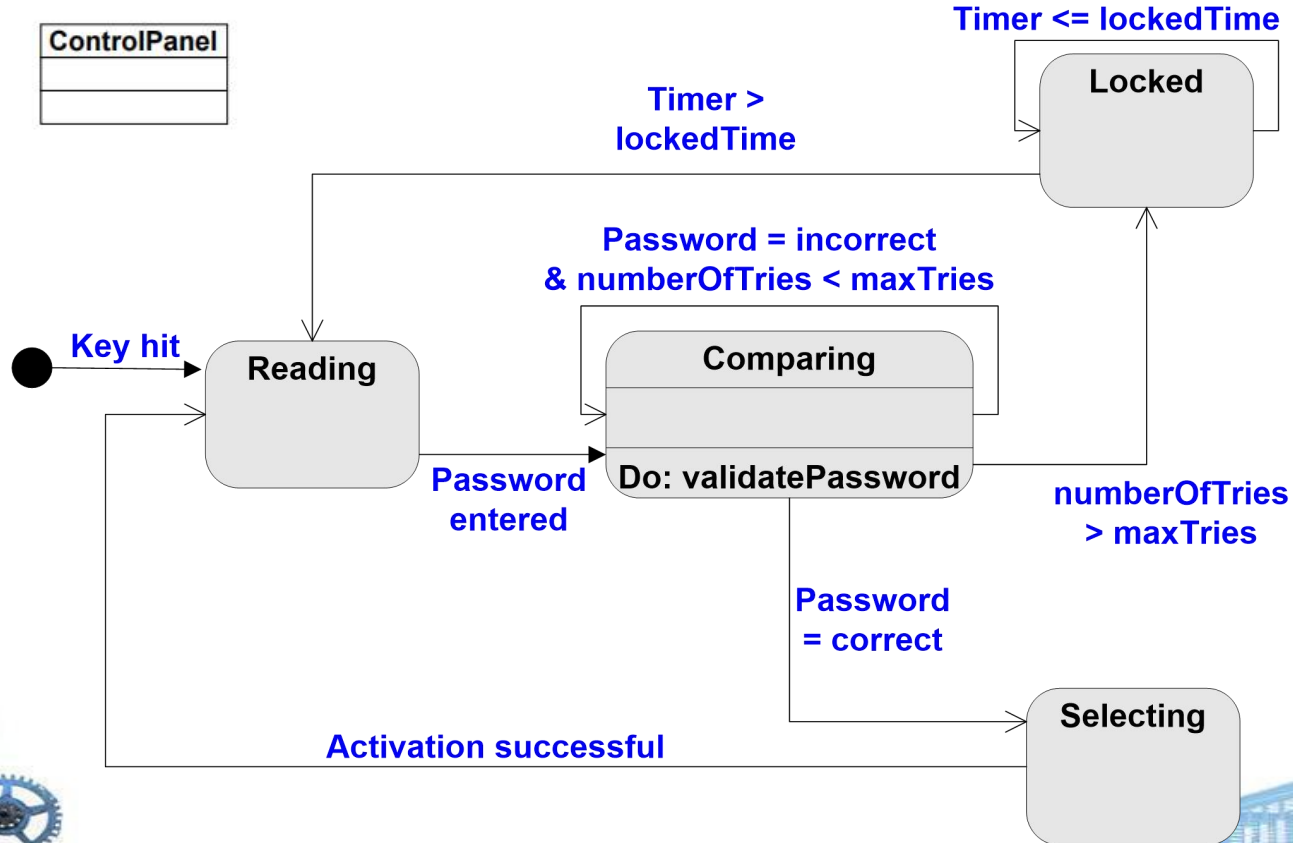 Timer <= lockedTime
ControlPanel
Locked
Timer >
lockedTime
Password = incorrect
& numberOfTries < maxTries
Key hit
Reading
Comparing
Password
entered
Do: validatePassword
numberOfTries
> maxTries
Password
= correct
Selecting
Activation successful